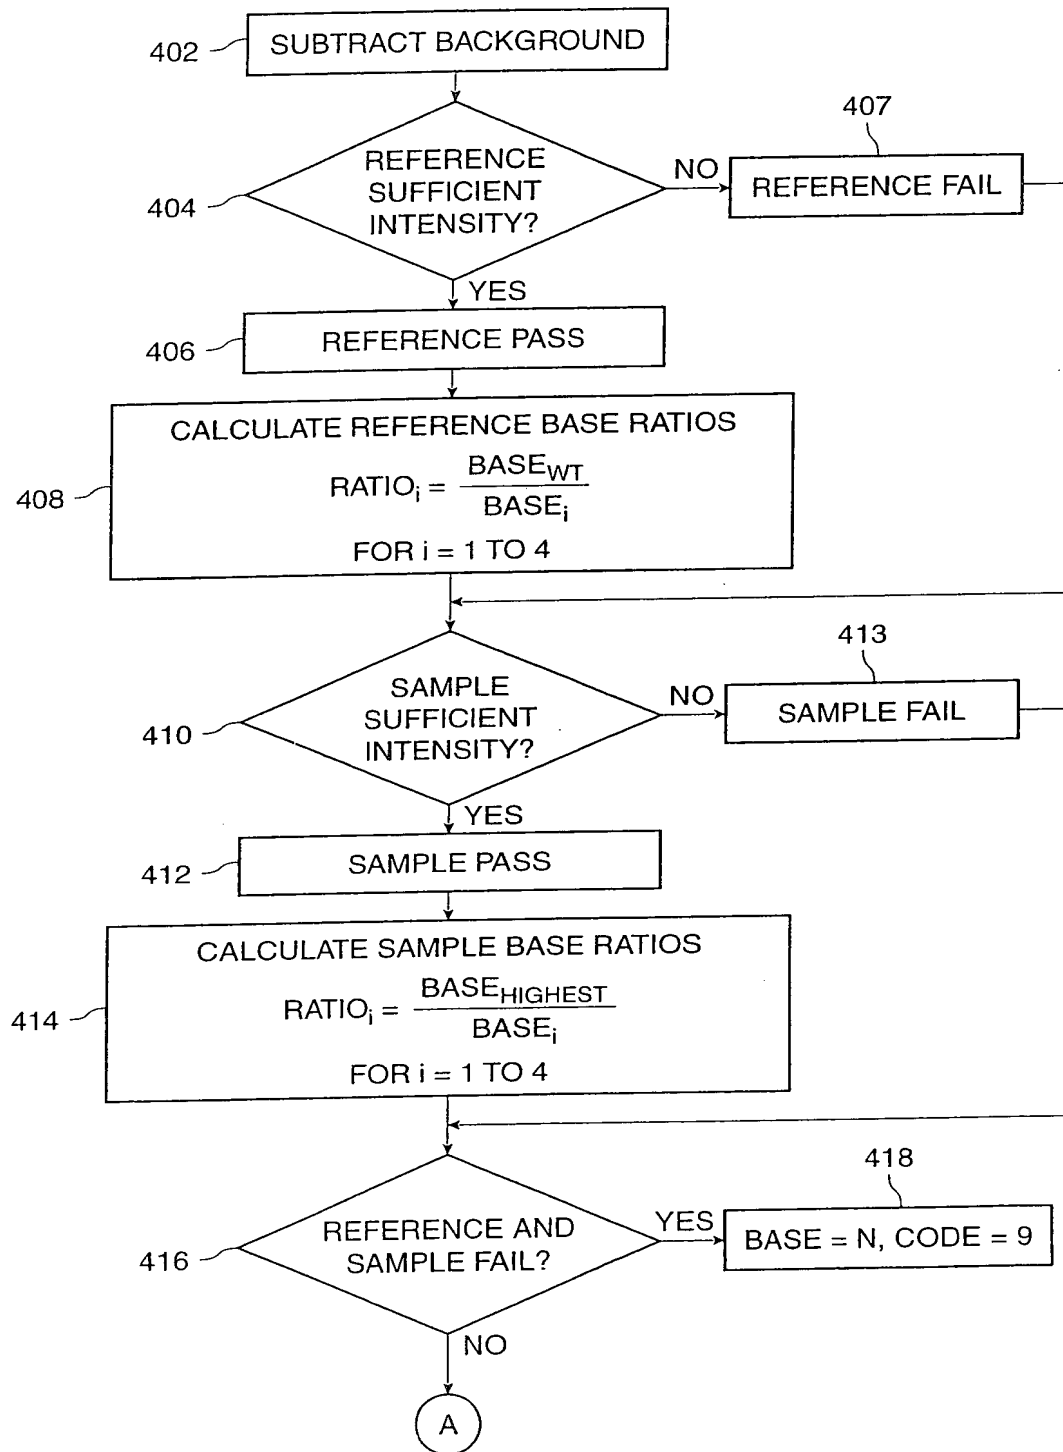 402
SUBTRACT BACKGROUND
407
404
REFERENCE
SUFFICIENT
INTENSITY?
NO
REFERENCE FAIL
YES
406
REFERENCE PASS
408
CALCULATE REFERENCE BASE RATIOS
RATIOi = BASEWT / BASEi
FOR i = 1 TO 4
413
410
SAMPLE
SUFFICIENT
INTENSITY?
NO
SAMPLE FAIL
YES
412
SAMPLE PASS
414
CALCULATE SAMPLE BASE RATIOS
RATIOi = BASEHIGHEST / BASEi
FOR i = 1 TO 4
418
416
REFERENCE AND
SAMPLE FAIL?
YES
BASE = N, CODE = 9
NO
A